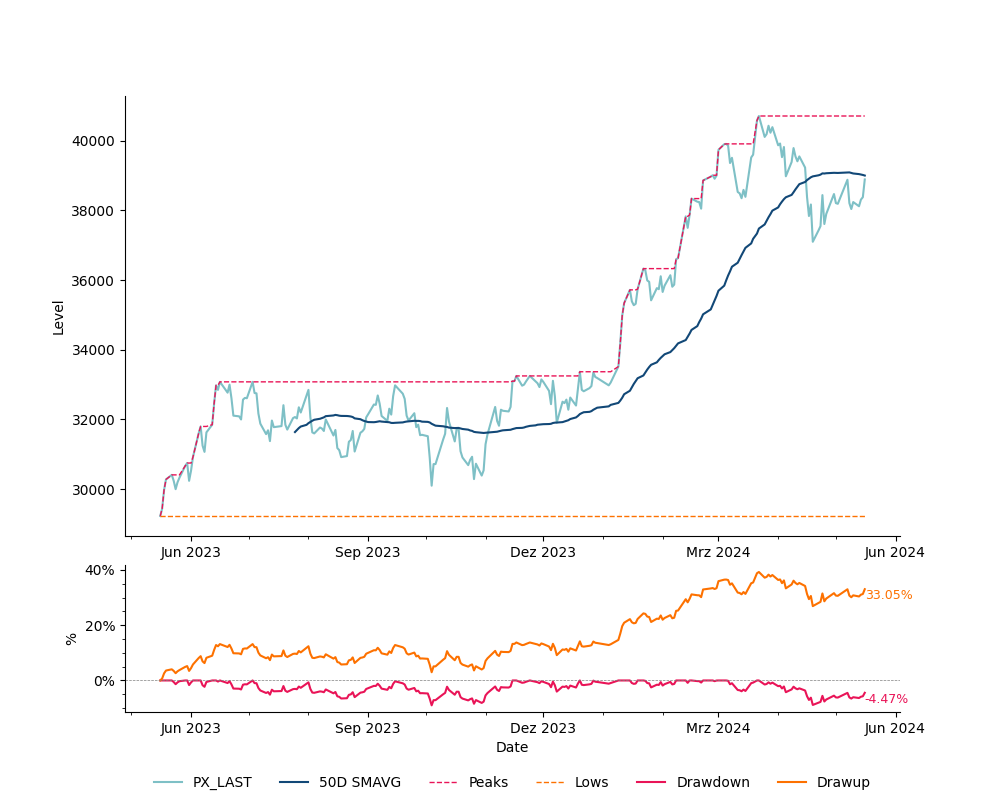 40000
38000
36000
34000
32000
30000
Level
Jun 2023 Sep 2023 Dez 2023 Mrz 2024 Jun 2024
40%
20%
0%
%
33.05%
-4.47%
Jun 2023 Sep 2023 Dez 2023 Mrz 2024 Jun 2024
Date
PX_LAST 50D SMAVG Peaks Lows Drawdown Drawup